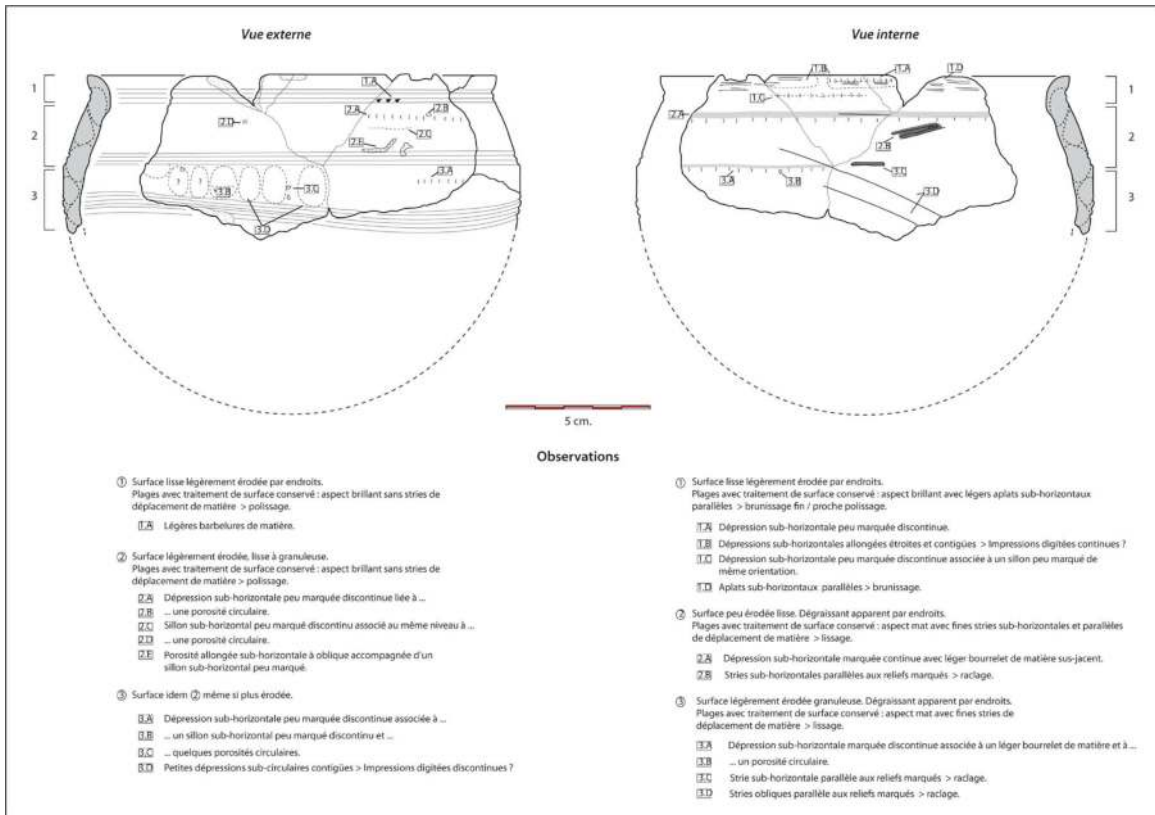 Vue externe
Vue interne
1
2
3
1.A
2.A
2.B
2.C
2.D
2.E
3.A
3.B
3.C
3.D
? ?
1.A
1.B
1.C
1.D
2.A
2.B
3.A
3.B
3.C
3.D
1
2
3
5 cm.
Observations
① Surface lisse légèrement érodée par endroits.
Plages avec traitement de surface conservé : aspect brillant sans stries de
déplacement de matière > polissage.
1.A Légères barbelures de matière.
② Surface légèrement érodée, lisse à granuleuse.
Plages avec traitement de surface conservé : aspect brillant sans stries de
déplacement de matière > polissage.
2.A Dépression sub-horizontale peu marquée discontinue liée à ...
2.B ... une porosité circulaire.
2.C Sillon sub-horizontal peu marqué discontinu associé au même niveau à ...
2.D ... une porosité circulaire.
2.E Porosité allongée sub-horizontale à oblique accompagnée d'un
sillon sub-horizontal peu marqué.
③ Surface idem ② même si plus érodée.
3.A Dépression sub-horizontale peu marquée discontinue associée à ...
3.B ... un sillon sub-horizontal peu marqué discontinu et ...
3.C ... quelques porosités circulaires.
3.D Petites dépressions sub-circulaires contigües > Impressions digitées discontinues ?
① Surface lisse légèrement érodée par endroits.
Plages avec traitement de surface conservé : aspect brillant avec légers aplats sub-horizontaux
parallèles > brunissage fin / proche polissage.
1.A Dépression sub-horizontale peu marquée discontinue.
1.B Dépressions sub-horizontales allongées étroites et contigües > Impressions digitées continues ?
1.C Dépression sub-horizontale peu marquée discontinue associée à un sillon peu marqué de
même orientation.
1.D Aplats sub-horizontaux parallèles > brunissage.
② Surface peu érodée lisse. Dégraissant apparent par endroits.
Plages avec traitement de surface conservé : aspect mat avec fines stries sub-horizontales et parallèles
de déplacement de matière > lissage.
2.A Dépression sub-horizontale marquée continue avec léger bourrelet de matière sus-jacent.
2.B Stries sub-horizontales parallèles aux reliefs marqués > raclage.
③ Surface légèrement érodée granuleuse. Dégraissant apparent par endroits.
Plages avec traitement de surface conservé : aspect mat avec fines stries de
déplacement de matière > lissage.
3.A Dépression sub-horizontale marquée discontinue associée à un léger bourrelet de matière et à ...
3.B ... un porosité circulaire.
3.C Strie sub-horizontale parallèle aux reliefs marqués > raclage.
3.D Stries obliques parallèle aux reliefs marqués > raclage.